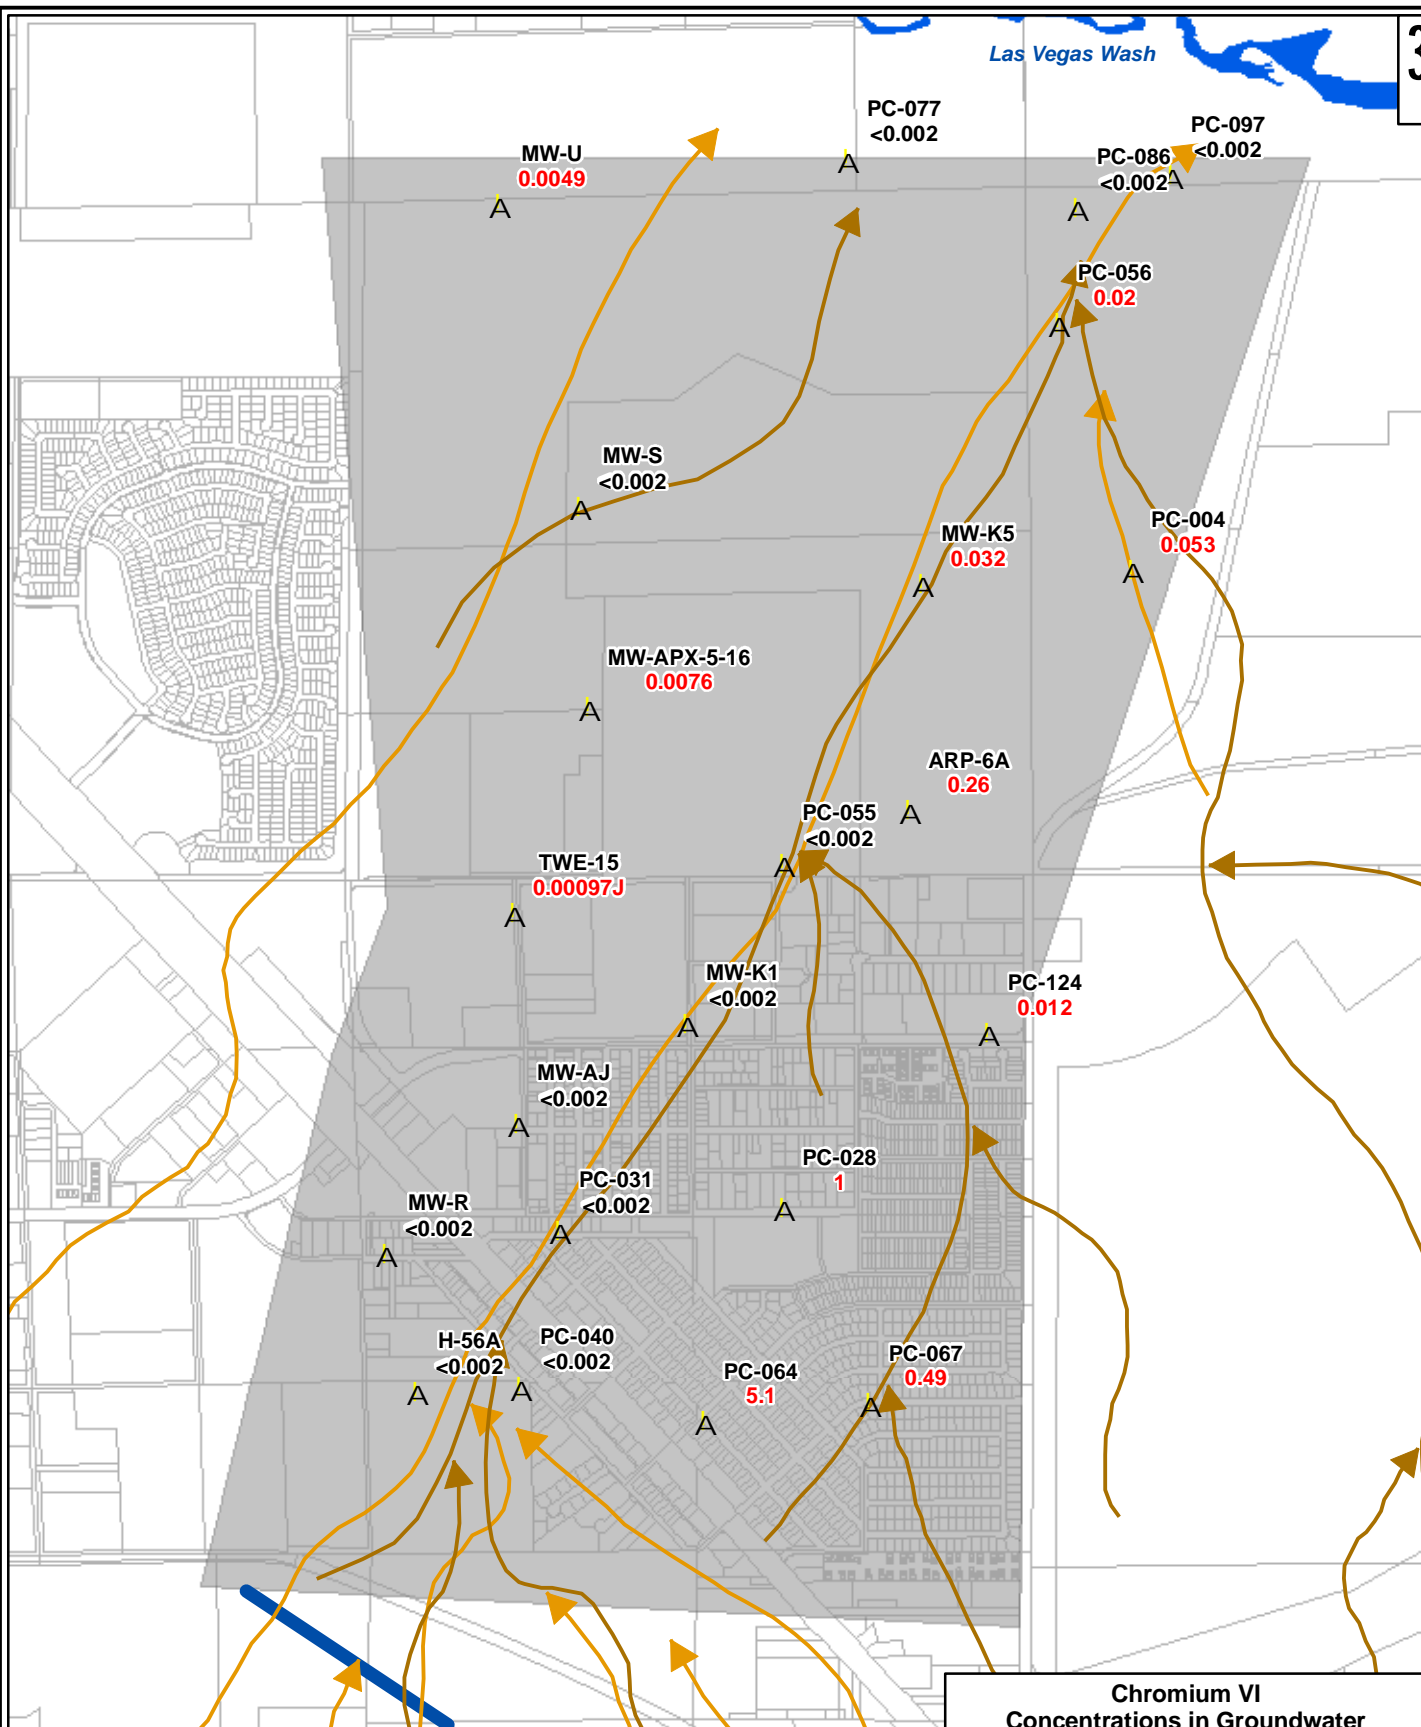 Las Vegas Wash
3
PC-077
<0.002
PC-097
<0.002
MW-U
0.0049
PC-086
<0.002
A
A
A
A
PC-056
0.02
A
MW-S
<0.002
A
PC-004
0.053
MW-K5
0.032
A
A
MW-APX-5-16
0.0076
A
ARP-6A
0.26
A
PC-055
<0.002
A
TWE-15
0.00097J
A
MW-K1
<0.002
A
PC-124
0.012
A
MW-AJ
<0.002
A
PC-028
1
A
PC-031
<0.002
A
MW-R
<0.002
A
H-56A
<0.002
A
PC-040
<0.002
A
PC-064
5.1
A
PC-067
0.49
A
Chromium VI
Concentrations in Groundwater